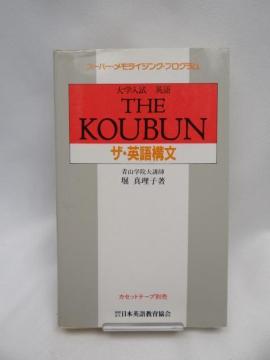 スーパー・メモライジング・プログラム
大学入試 英語
THE
KOUBUN
ザ・英語構文
青山学院大講師
堀 真理子著
カセットテープ別売
日本英語教育協会